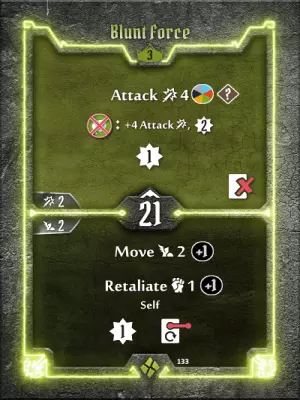 Blunt Force
3
Attack 4 ?
: +4 Attack , 2
1
2
21
2
Move 2 +1
Retaliate 1 +1
Self
1
133